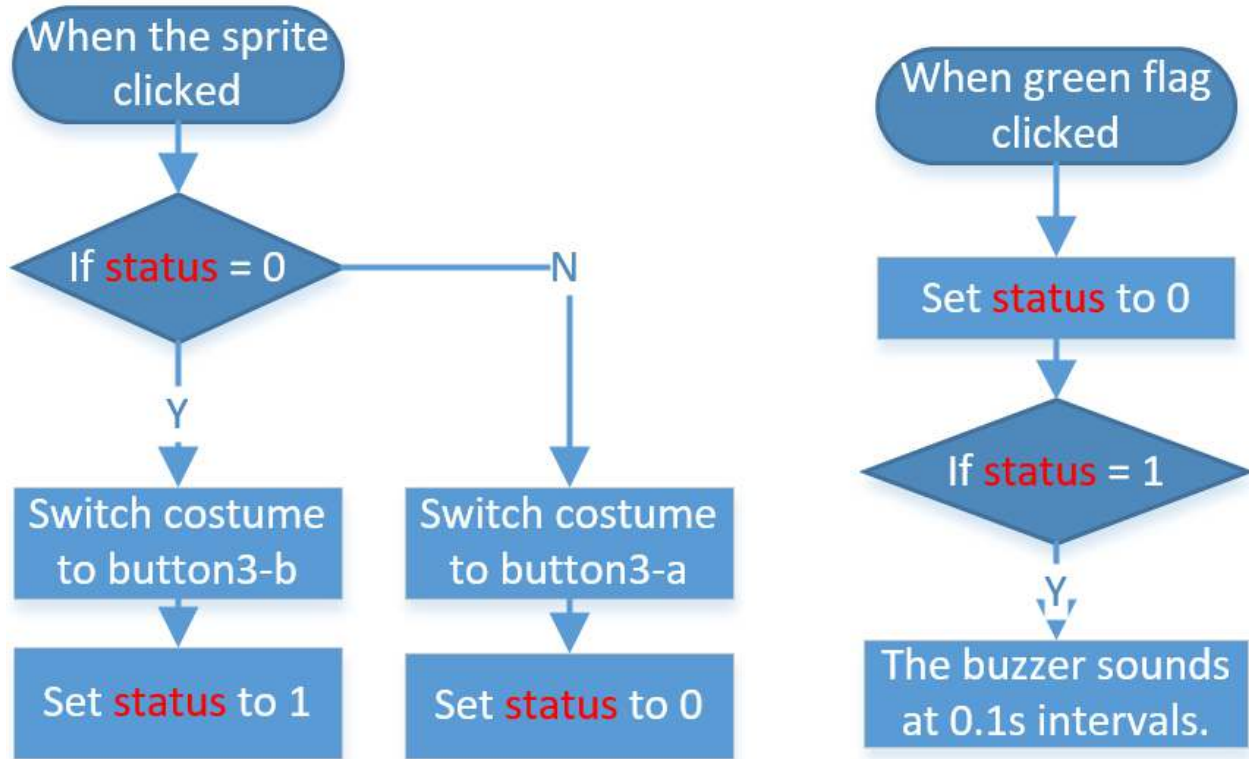 When the sprite
clicked
If status = 0
N
Y
Switch costume
to button3-b
Switch costume
to button3-a
Set status to 1
Set status to 0
When green flag
clicked
Set status to 0
If status = 1
Y
The buzzer sounds
at 0.1s intervals.